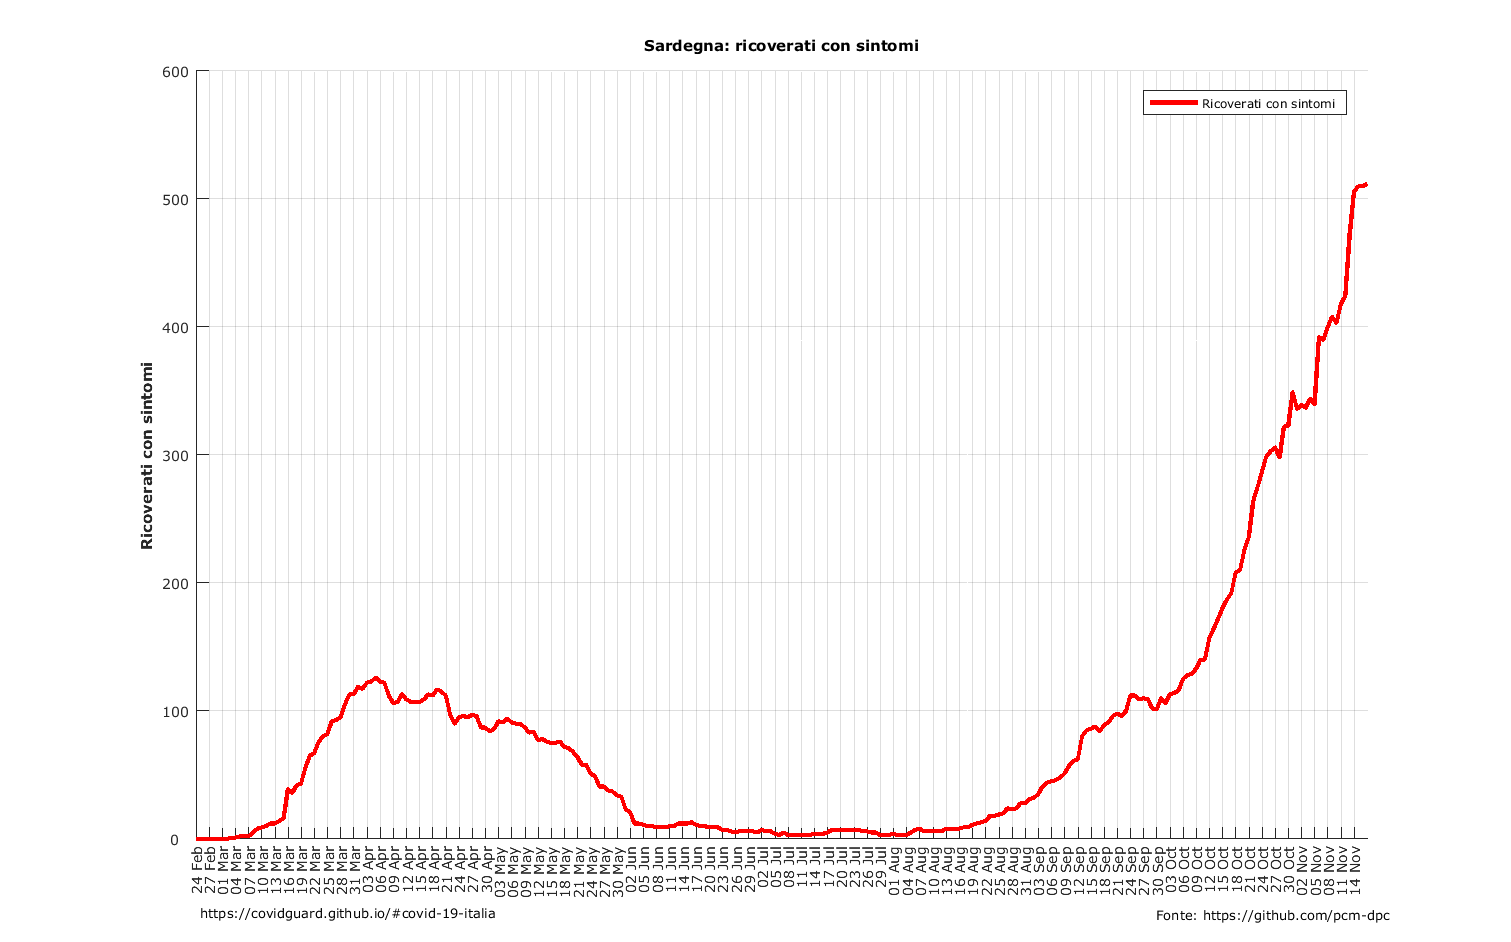 Sardegna: ricoverati con sintomi
Ricoverati con sintomi
600
500
400
300
200
100
0
Ricoverati con sintomi
24 Feb
27 Feb
01 Mar
04 Mar
07 Mar
10 Mar
13 Mar
16 Mar
19 Mar
22 Mar
25 Mar
28 Mar
31 Mar
03 Apr
06 Apr
09 Apr
12 Apr
15 Apr
18 Apr
21 Apr
24 Apr
27 Apr
30 Apr
03 May
06 May
09 May
12 May
15 May
18 May
21 May
24 May
27 May
30 May
02 Jun
05 Jun
08 Jun
11 Jun
14 Jun
17 Jun
20 Jun
23 Jun
26 Jun
29 Jun
02 Jul
05 Jul
08 Jul
11 Jul
14 Jul
17 Jul
20 Jul
23 Jul
26 Jul
29 Jul
01 Aug
04 Aug
07 Aug
10 Aug
13 Aug
16 Aug
19 Aug
22 Aug
25 Aug
28 Aug
31 Aug
03 Sep
06 Sep
09 Sep
12 Sep
15 Sep
18 Sep
21 Sep
24 Sep
27 Sep
30 Sep
03 Oct
06 Oct
09 Oct
12 Oct
15 Oct
18 Oct
21 Oct
24 Oct
27 Oct
30 Oct
02 Nov
05 Nov
08 Nov
11 Nov
14 Nov
https://covidguard.github.io/#covid-19-italia
Fonte: https://github.com/pcm-dpc